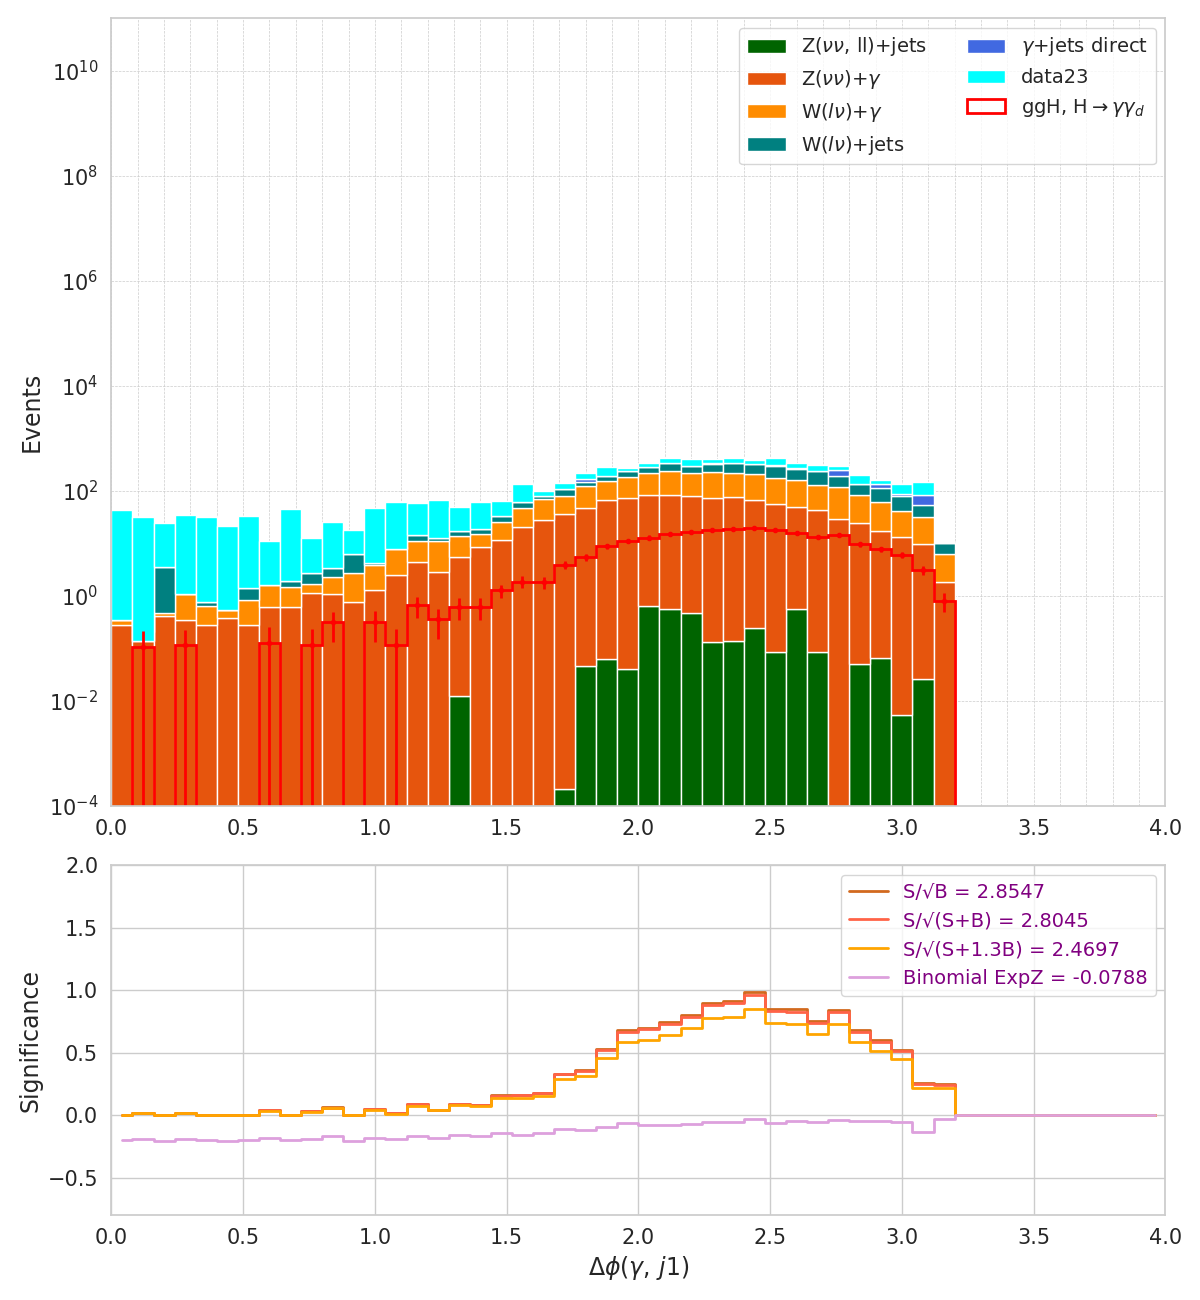 Z(νν, ll)+jets
Z(νν)+γ
W(lν)+γ
W(lν)+jets
γ+jets direct
data23
ggH, H→γγ_d
Events
10^10
10^8
10^6
10^4
10^2
10^0
10^−2
10^−4
0.0 0.5 1.0 1.5 2.0 2.5 3.0 3.5 4.0
S/√B = 2.8547
S/√(S+B) = 2.8045
S/√(S+1.3B) = 2.4697
Binomial ExpZ = -0.0788
Significance
2.0
1.5
1.0
0.5
0.0
−0.5
0.0 0.5 1.0 1.5 2.0 2.5 3.0 3.5 4.0
Δϕ(γ, j1)